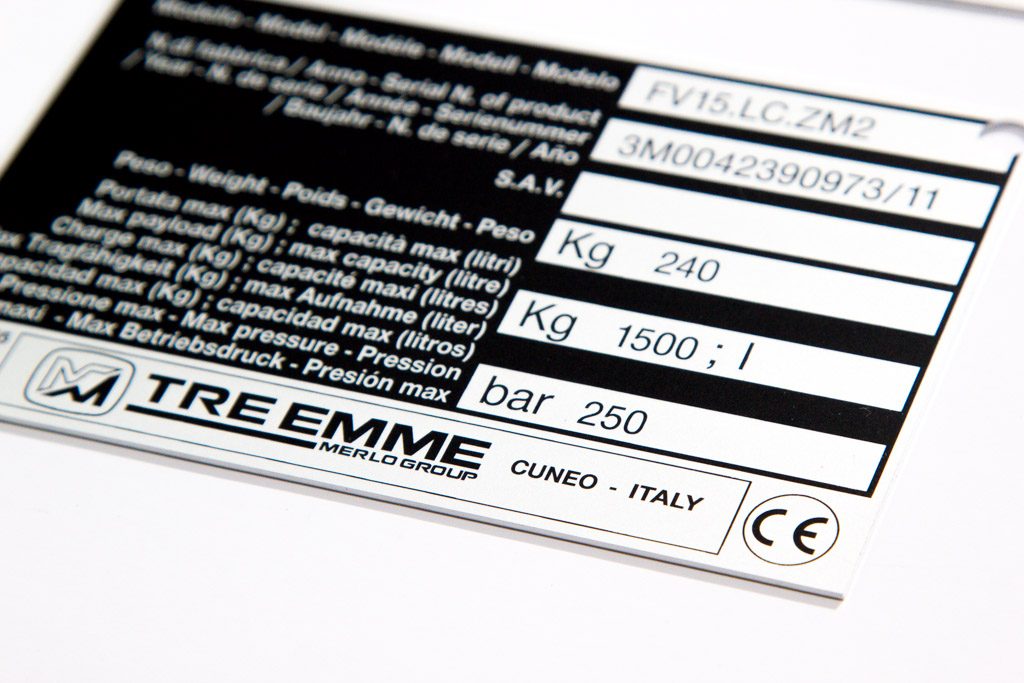 Modello - Model - Modèle - Modell - Modelo FV15.LC.ZM2
N.di fabbrica / Anno - Serial N. of product 3M0042390973/11
/ Year - N. de serie / Année - Serienummer
/ Baujahr - N. de serie / Año
S.A.V.
Peso - Weight - Poids - Gewicht - Peso Kg 240
Portata max (Kg) ; capacità max (litri) Kg 1500 ; l
Max payload (Kg) ; max capacity (litre)
Charge max (Kg) ; capacité maxi (litres)
Tragfähigkeit (Kg) ; max Aufnahme (liter)
max (Kg) ; capacidad max (litros)
Pressione max - Max pressure - Pression bar 250
maxi - Max Betriebsdruck - Presión max
TRE EMME
MERLO GROUP
CUNEO - ITALY
CE